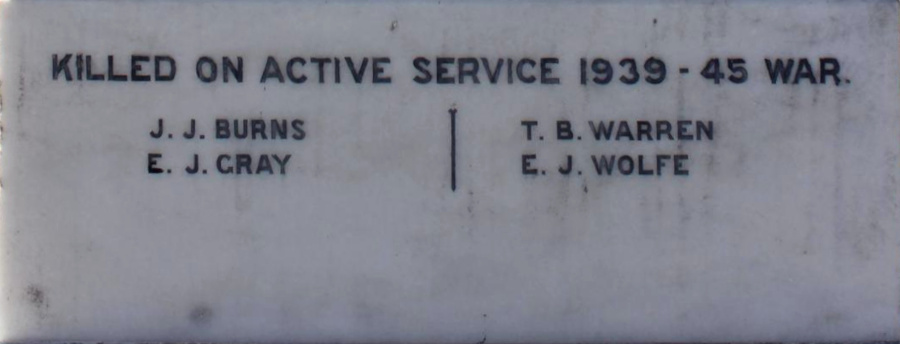 KILLED ON ACTIVE SERVICE 1939-45 WAR.
J. J. BURNS
E. J. GRAY
T. B. WARREN
E. J. WOLFE